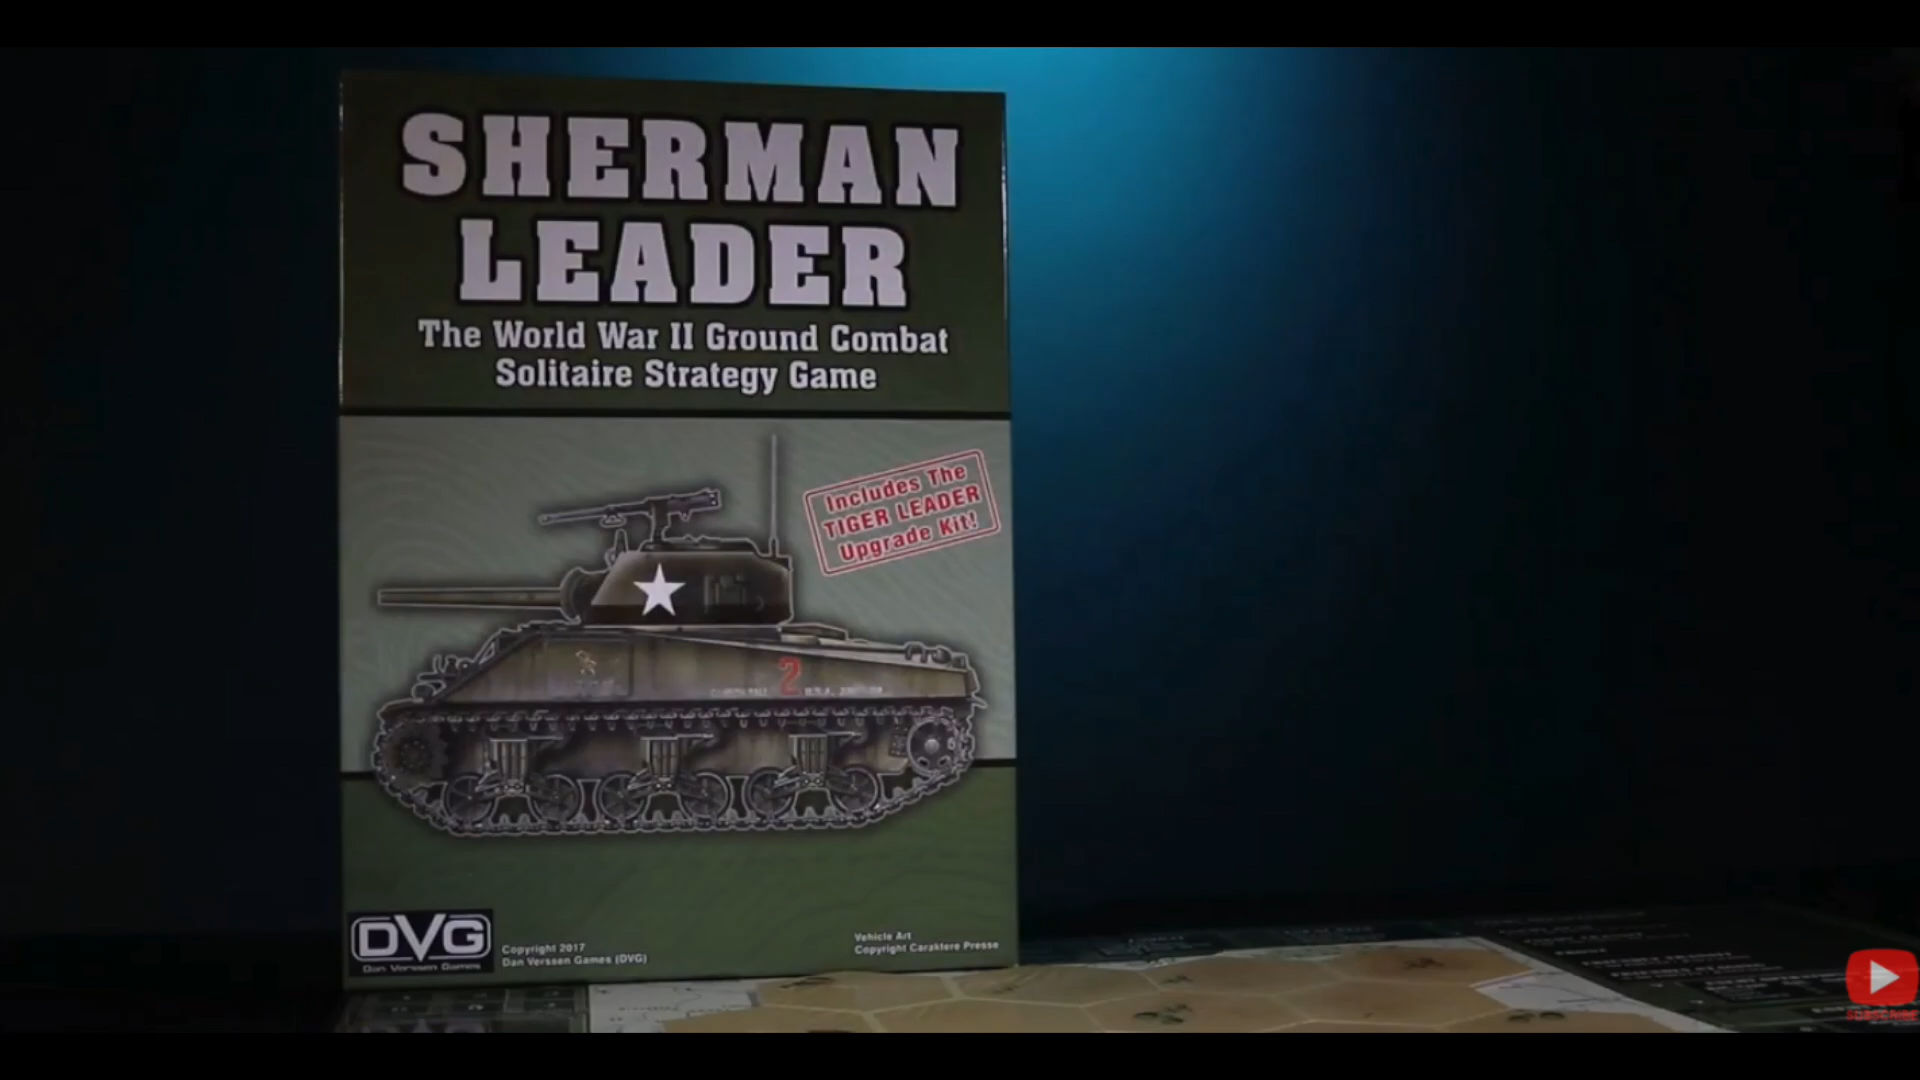 SHERMAN
LEADER
The World War II Ground Combat
Solitaire Strategy Game
Includes The
TIGER LEADER
Upgrade Kit!
2
DVG
Dan Verssen Games
Copyright 2017
Dan Verssen Games (DVG)
Vehicle Art
Copyright Caraktere Presse
SUBSCRIBE